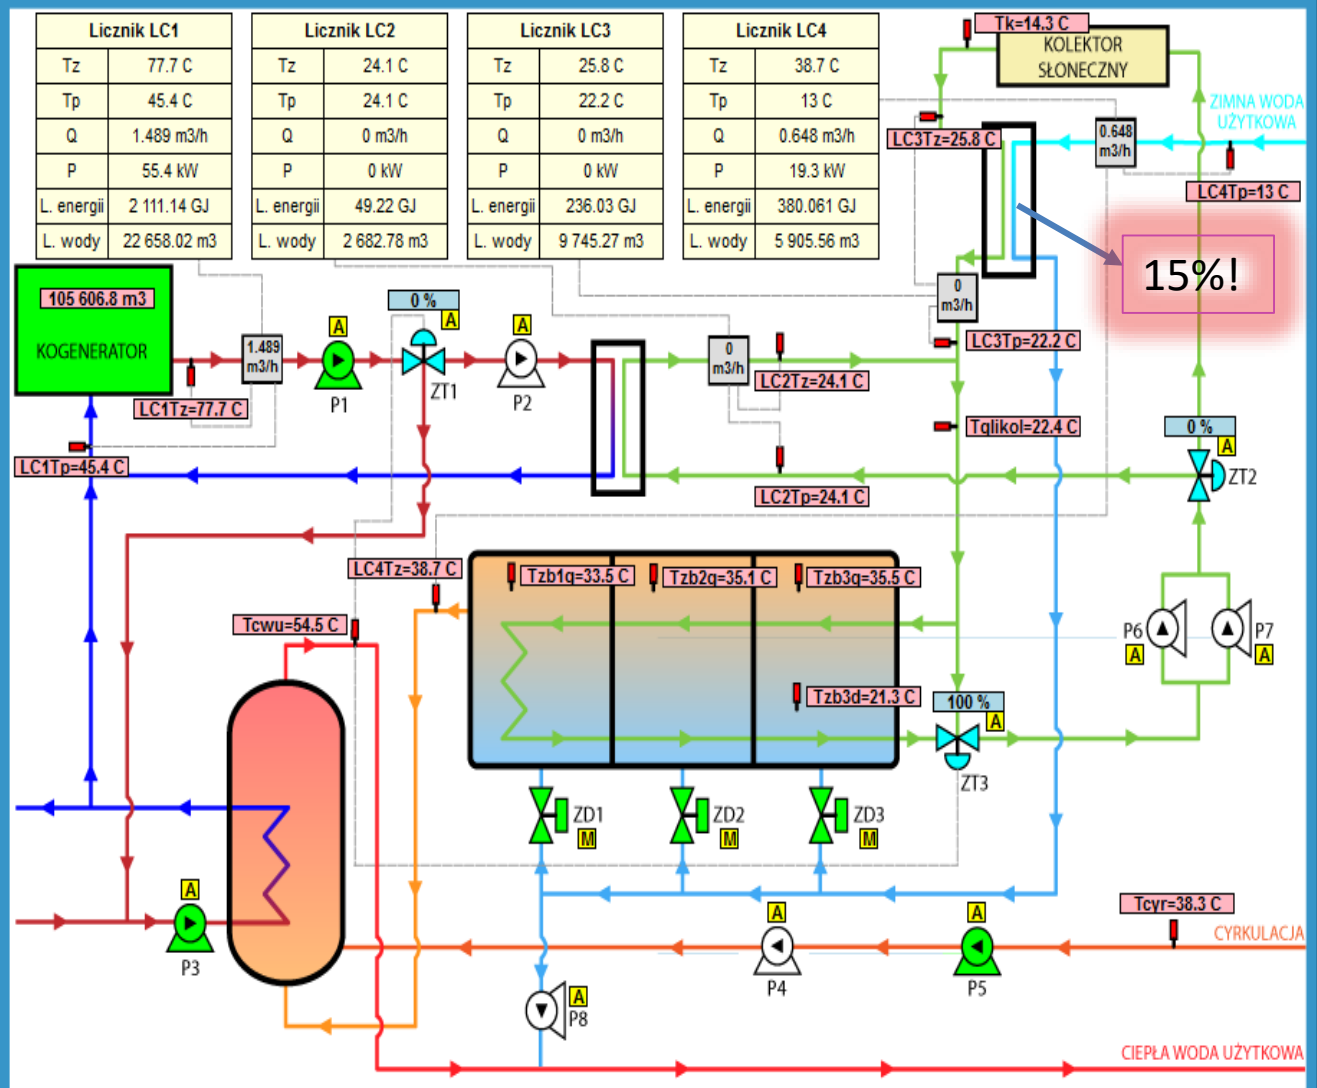 Licznik LC1
Tz 77.7 C
Tp 45.4 C
Q 1.489 m3/h
P 55.4 kW
L. energii 2 111.14 GJ
L. wody 22 658.02 m3
Licznik LC2
Tz 24.1 C
Tp 24.1 C
Q 0 m3/h
P 0 kW
L. energii 49.22 GJ
L. wody 2 682.78 m3
Licznik LC3
Tz 25.8 C
Tp 22.2 C
Q 0 m3/h
P 0 kW
L. energii 236.03 GJ
L. wody 9 745.27 m3
Licznik LC4
Tz 38.7 C
Tp 13 C
Q 0.648 m3/h
P 19.3 kW
L. energii 380.061 GJ
L. wody 5 905.56 m3
Tk=14.3 C
KOLEKTOR
SŁONECZNY
ZIMNA WODA
UŻYTKOWA
0.648
m3/h
LC3Tz=25.8 C
LC4Tp=13 C
15%!
105 606.8 m3
KOGENERATOR
0 %
A
A
A
1.489
m3/h
P1
ZT1
P2
LC1Tz=77.7 C
LC1Tp=45.4 C
0
m3/h
LC2Tz=24.1 C
LC2Tp=24.1 C
0
m3/h
LC3Tp=22.2 C
Tqlikol=22.4 C
0 %
A
ZT2
LC4Tz=38.7 C
Tzb1q=33.5 C
Tzb2q=35.1 C
Tzb3q=35.5 C
Tcwu=54.5 C
P6
A
P7
A
Tzb3d=21.3 C
100 %
A
ZT3
ZD1
M
ZD2
M
ZD3
M
A
P3
Tcyr=38.3 C
CYRKULACJA
A
P4
A
P5
A
P8
CIEPŁA WODA UŻYTKOWA